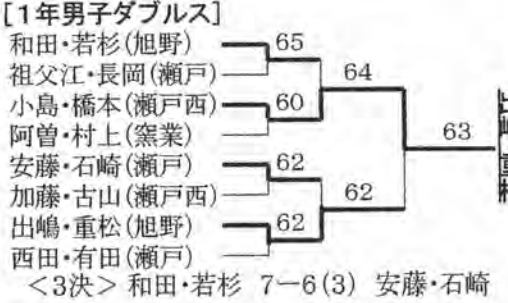 [1年男子ダブルス]
和田・若杉(旭野)
65
祖父江・長岡(瀬戸)
64
小島・橋本(瀬戸西)
60
阿曽・村上(窯業)
63
安藤・石崎(瀬戸)
62
加藤・古山(瀬戸西)
62
出嶋・重松(旭野)
62
西田・有田(瀬戸)
<3決> 和田・若杉 7−6(3) 安藤・石崎